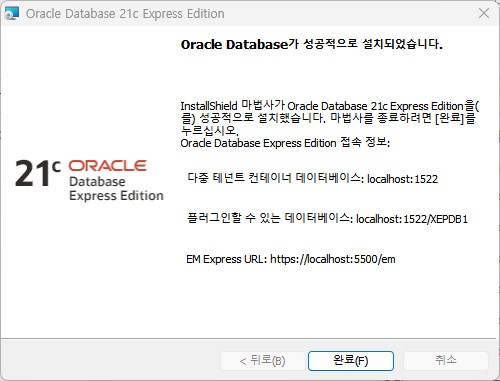 Oracle Database 21c Express Edition
Oracle Database가 성공적으로 설치되었습니다.
InstallShield 마법사가 Oracle Database 21c Express Edition을(
를) 성공적으로 설치했습니다. 마법사를 종료하려면 [완료]를
누르십시오.
Oracle Database Express Edition 접속 정보:
21c ORACLE
Database
Express Edition
다중 테넌트 컨테이너 데이터베이스: localhost:1522
플러그인할 수 있는 데이터베이스: localhost:1522/XEPDB1
EM Express URL: https://localhost:5500/em
< 뒤로(B)
완료(F)
취소